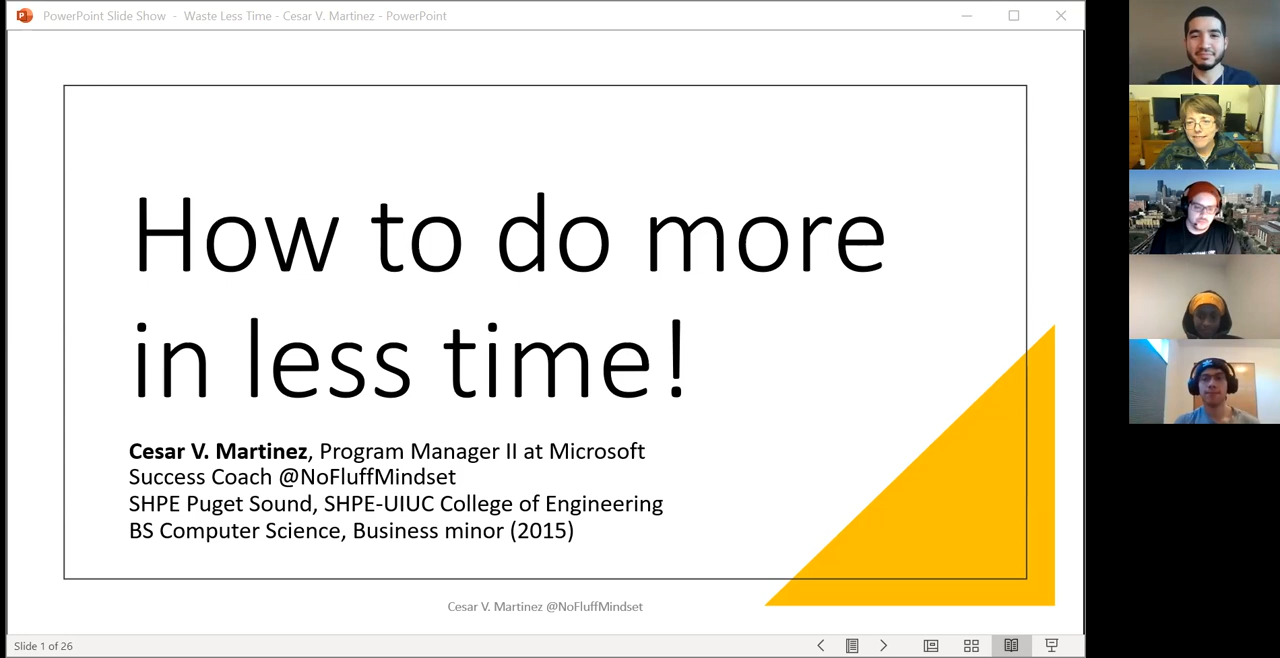 PowerPoint Slide Show - Waste Less Time - Cesar V. Martinez - PowerPoint
How to do more
in less time!
Cesar V. Martinez, Program Manager II at Microsoft
Success Coach @NoFluffMindset
SHPE Puget Sound, SHPE-UIUC College of Engineering
BS Computer Science, Business minor (2015)
Cesar V. Martinez @NoFluffMindset
Slide 1 of 26